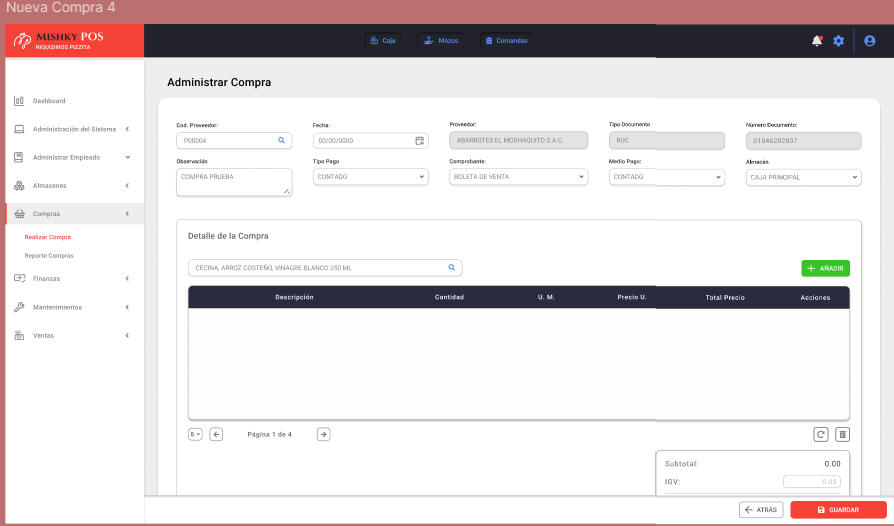 Nueva Compra 4
MISHKY POS
RIQUISIMOS PIZZITA
Caja
Mozos
Comandas
Administrar Compra
Dashboard
Administración del Sistema
Administrar Empleado
Almacenes
Compras
Realizar Compra
Reporte Compras
Finanzas
Mantenimientos
Ventas
Cod. Proveedor:
Fecha:
Proveedor:
Tipo Documento
Número Documento:
P00004
00/00/0000
ABARROTES EL MOSHAQUITO S.A.C.
RUC
01046282837
Observación
Tipo Pago
Comprobante:
Medio Pago:
Almacén
COMPRA PRUEBA
CONTADO
BOLETA DE VENTA
CONTADO
CAJA PRINCIPAL
Detalle de la Compra
CECINA, ARROZ COSTEÑO, VINAGRE BLANCO 250 ML
AÑADIR
Descripción
Cantidad
U. M.
Precio U.
Total Precio
Acciones
8
Página 1 de 4
Subtotal:
0.00
IGV:
0.00
ATRÁS
GUARDAR